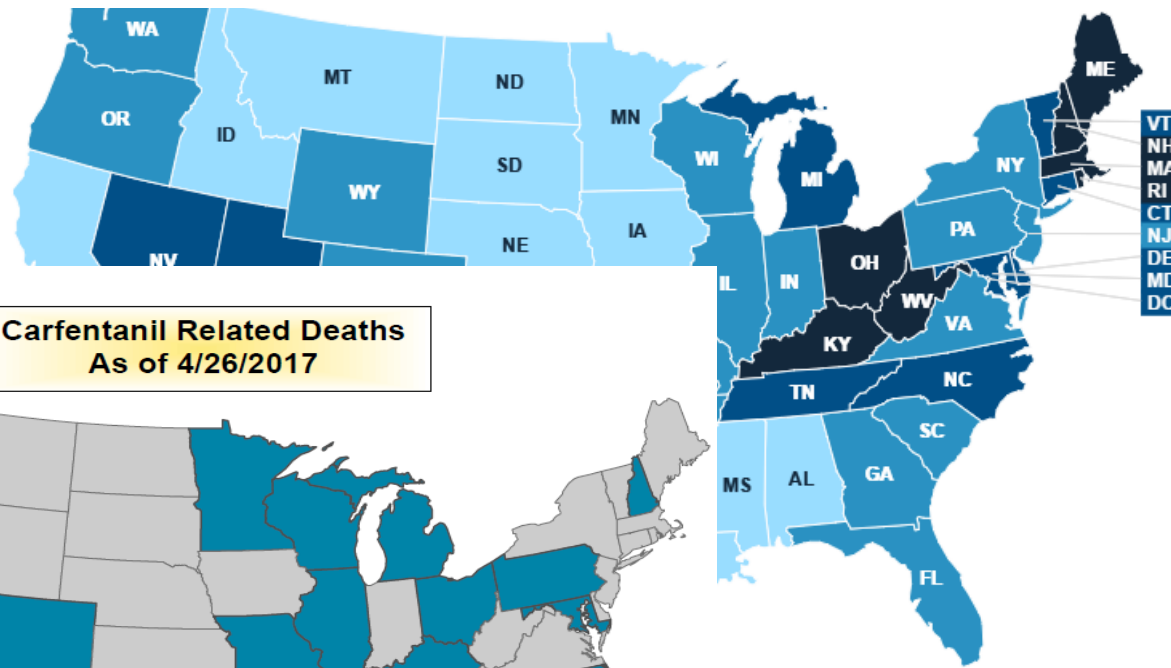 WA
MT
ND
ME
OR
ID
MN
VT
NH
MA
RI
CT
NJ
DE
MD
DC
WI
NY
SD
WY
MI
NE
IA
PA
NV
OH
IL
IN
WV
VA
KY
TN
NC
SC
MS
AL
GA
FL
Carfentanil Related Deaths
As of 4/26/2017